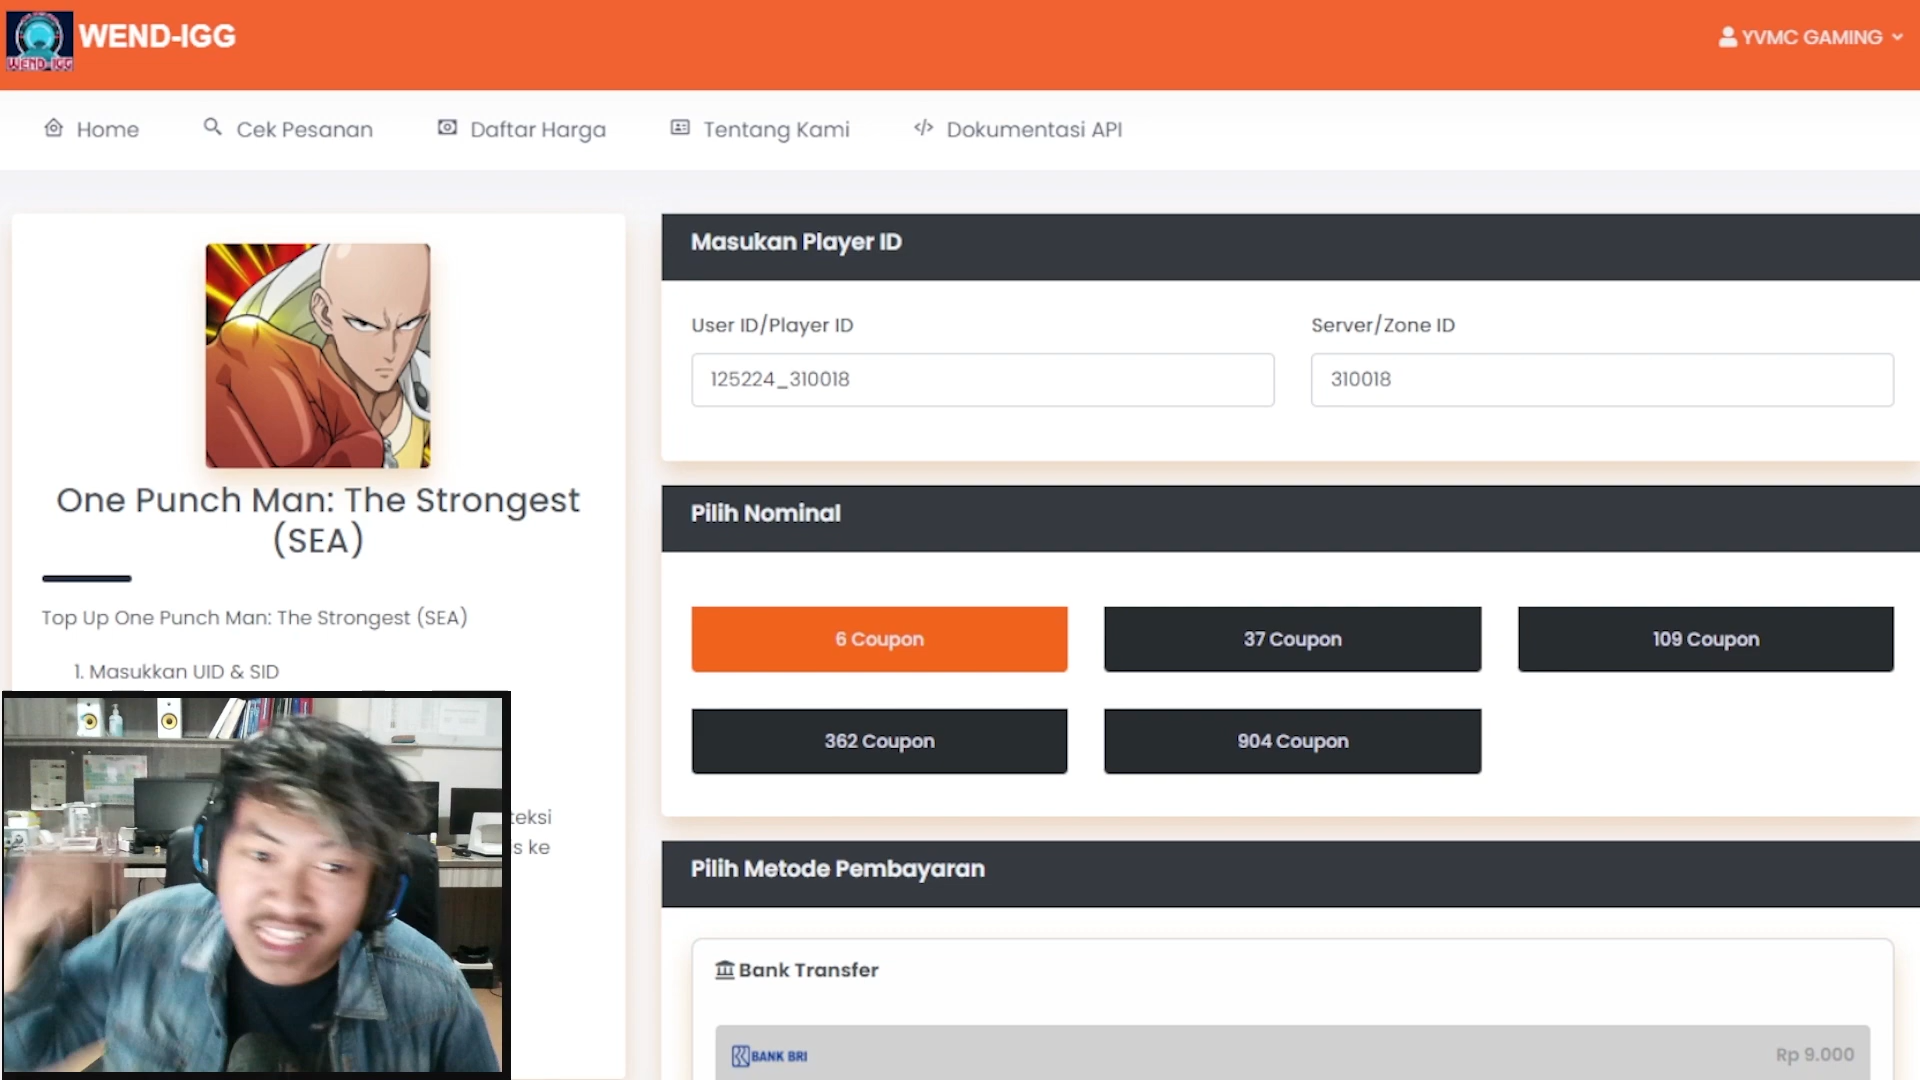 WEND-IGG
WEND-IGG
YVMC GAMING
Home
Cek Pesanan
Daftar Harga
Tentang Kami
Dokumentasi API
One Punch Man: The Strongest
(SEA)
Top Up One Punch Man: The Strongest (SEA)
1. Masukkan UID & SID
teksi
s ke
Masukan Player ID
User ID/Player ID
Server/Zone ID
125224_310018
310018
Pilih Nominal
6 Coupon
37 Coupon
109 Coupon
362 Coupon
904 Coupon
Pilih Metode Pembayaran
Bank Transfer
BANK BRI
Rp 9.000